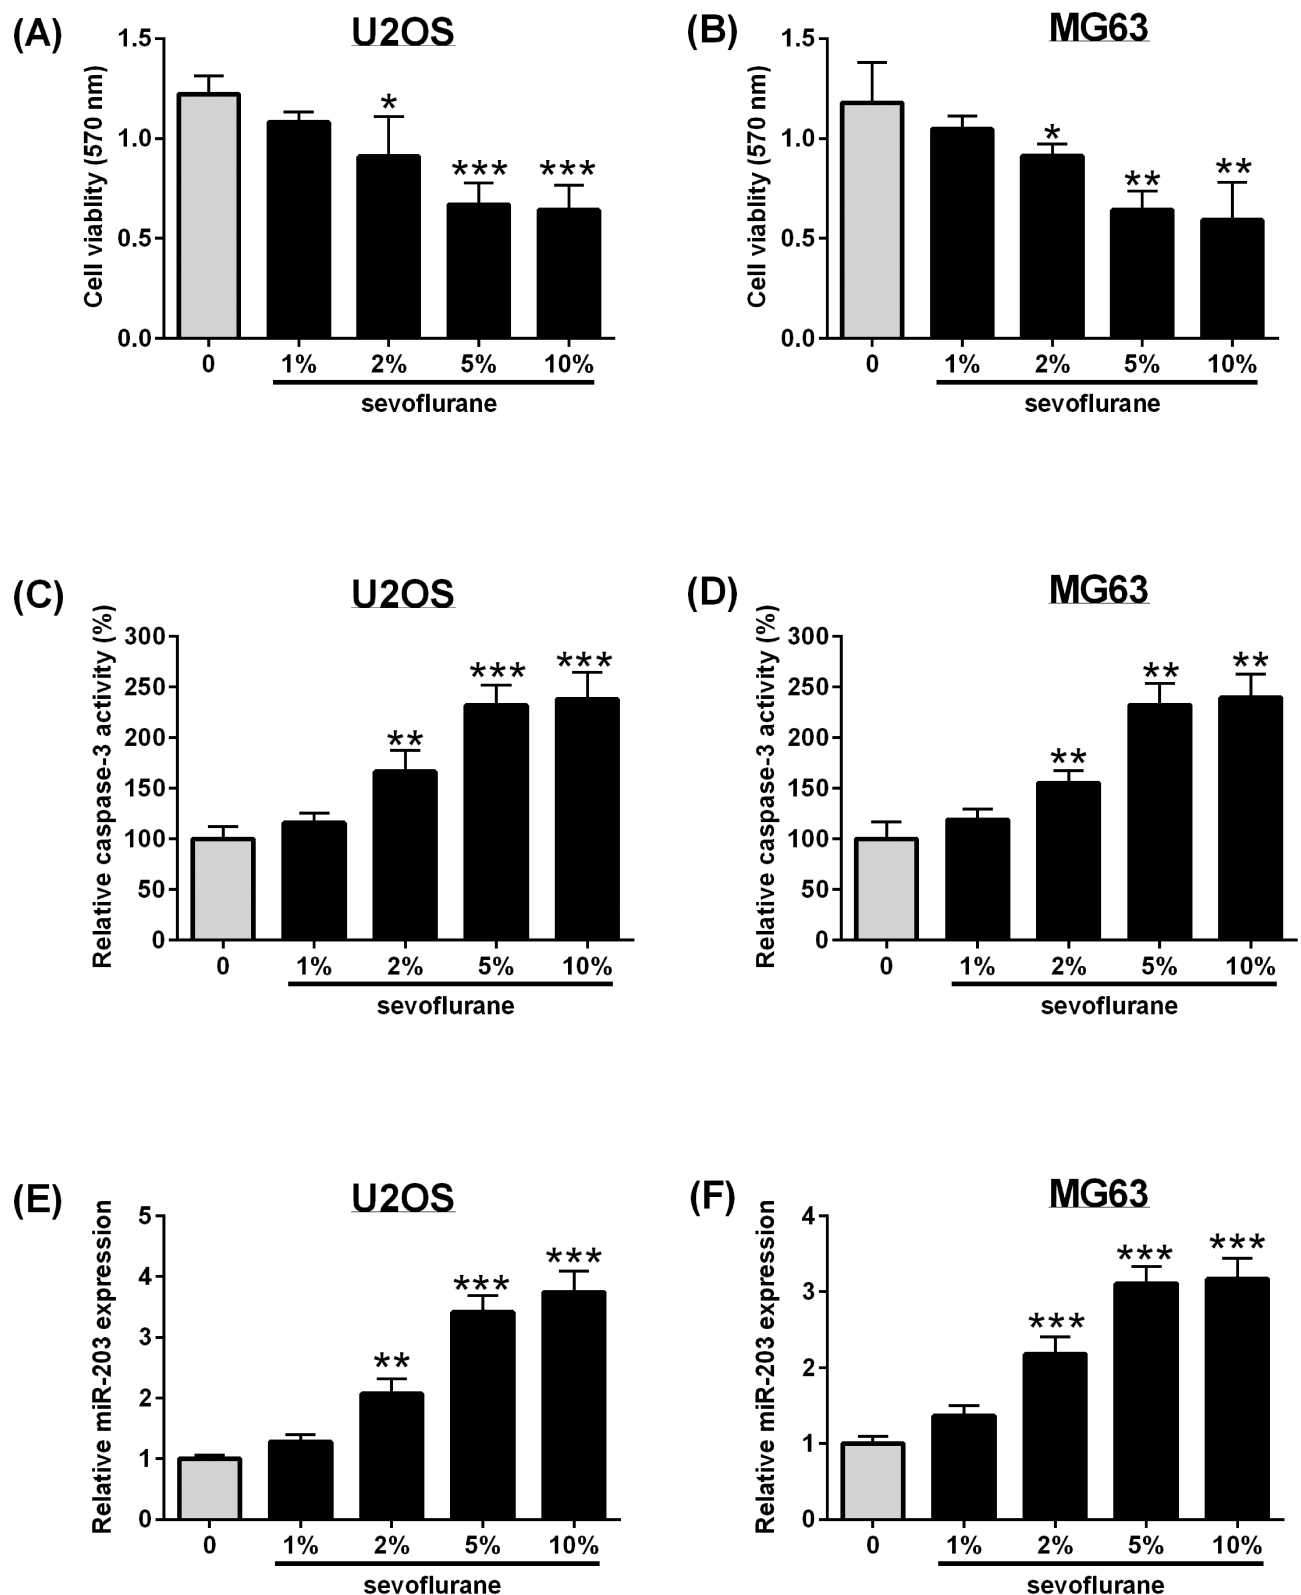 (A)
U2OS
Cell viablity (570 nm)
1.5
1.0
0.5
0.0
*
***
***
0 1% 2% 5% 10%
sevoflurane
(B)
MG63
Cell viablity (570 nm)
1.5
1.0
0.5
0.0
*
**
**
0 1% 2% 5% 10%
sevoflurane
(C)
U2OS
Relative caspase-3 activity (%)
300
250
200
150
100
50
0
**
***
***
0 1% 2% 5% 10%
sevoflurane
(D)
MG63
Relative caspase-3 activity (%)
300
250
200
150
100
50
0
**
**
**
0 1% 2% 5% 10%
sevoflurane
(E)
U2OS
Relative miR-203 expression
5
4
3
2
1
0
**
***
***
0 1% 2% 5% 10%
sevoflurane
(F)
MG63
Relative miR-203 expression
4
3
2
1
0
***
***
***
0 1% 2% 5% 10%
sevoflurane